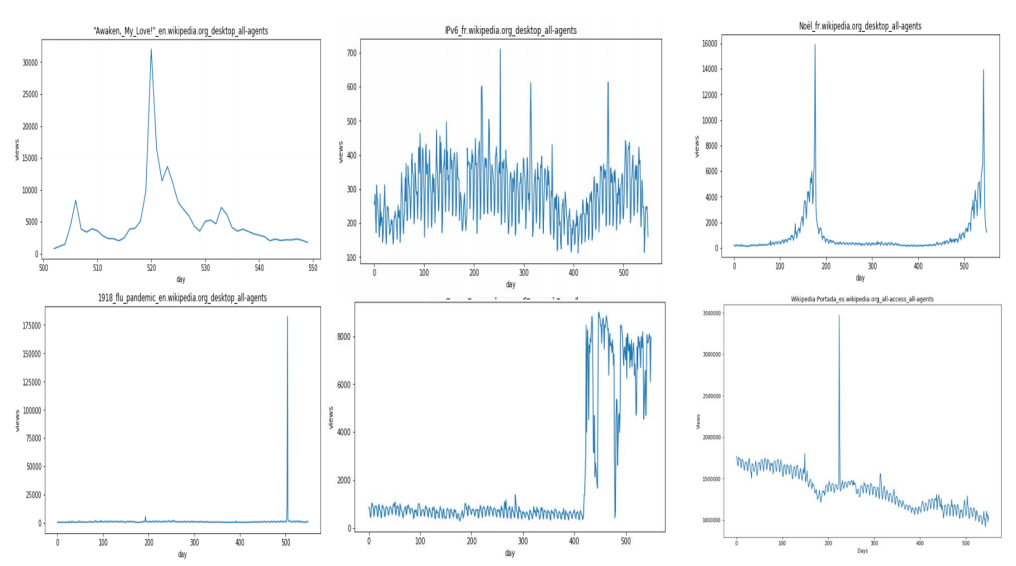 "Awaken,_My_Love!"_en.wikipedia.org_desktop_all-agents
30000
25000
20000
15000
10000
5000
0
views
500 510 520 530 540 550
day
IPv6_fr.wikipedia.org_desktop_all-agents
700
600
500
400
300
200
100
views
0 100 200 300 400 500
day
Noël_fr.wikipedia.org_desktop_all-agents
16000
14000
12000
10000
8000
6000
4000
2000
0
views
0 100 200 300 400 500
day
1918_flu_pandemic_en.wikipedia.org_desktop_all-agents
175000
150000
125000
100000
75000
50000
25000
0
views
0 100 200 300 400 500
day
8000
6000
4000
2000
0
views
0 100 200 300 400 500
day
Wikipedia:Portada_es.wikipedia.org_all-access_all-agents
3500000
3000000
2500000
2000000
1500000
1000000
Views
0 100 200 300 400 500
Days